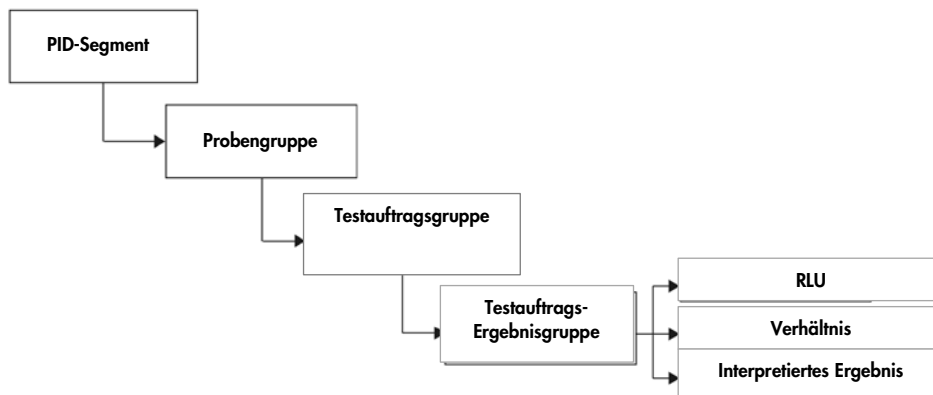 PID-Segment
Probengruppe
Testauftragsgruppe
Testauftrags-
Ergebnisgruppe
RLU
Verhältnis
Interpretiertes Ergebnis